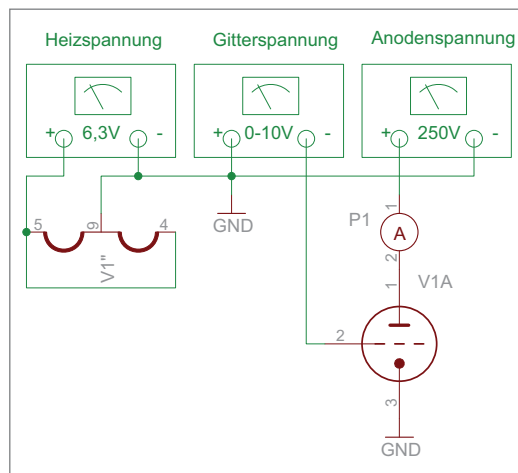 Heizspannung Gitterspannung Anodenspannung
+ 6,3V - + 0-10V - + 250V -
5 9 4
V1"
GND
1
P1 A
2
1 V1A
2
3
GND